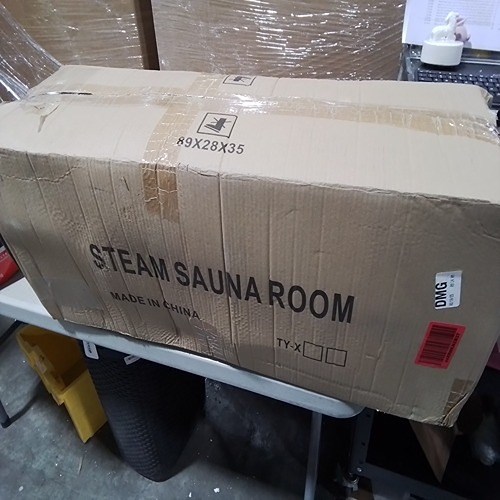 89X28X35
STEAM SAUNA ROOM
MADE IN CHINA
TY-X
DMG